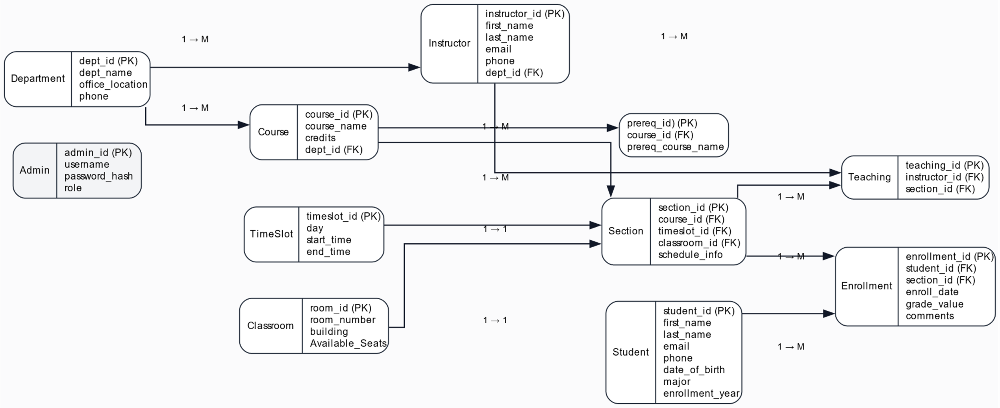 1 → M
Department
dept_id (PK)
dept_name
office_location
phone
1 → M
Instructor
instructor_id (PK)
first_name
last_name
email
phone
dept_id (FK)
1 → M
Course
course_id (PK)
course_name
credits
dept_id (FK)
1 → M
prereq_id) (PK)
course_id (FK)
prereq_course_name
Admin
admin_id (PK)
username
password_hash
role
1 → M
Teaching
teaching_id (PK)
instructor_id (FK)
section_id (FK)
1 → M
TimeSlot
timeslot_id (PK)
day
start_time
end_time
1 → 1
Section
section_id (PK)
course_id (FK)
timeslot_id (FK)
classroom_id (FK)
schedule_info
1 → M
Enrollment
enrollment_id (PK)
student_id (FK)
section_id (FK)
enroll_date
grade_value
comments
Classroom
room_id (PK)
room_number
building
Available_Seats
1 → 1
Student
student_id (PK)
first_name
last_name
email
phone
date_of_birth
major
enrollment_year
1 → M